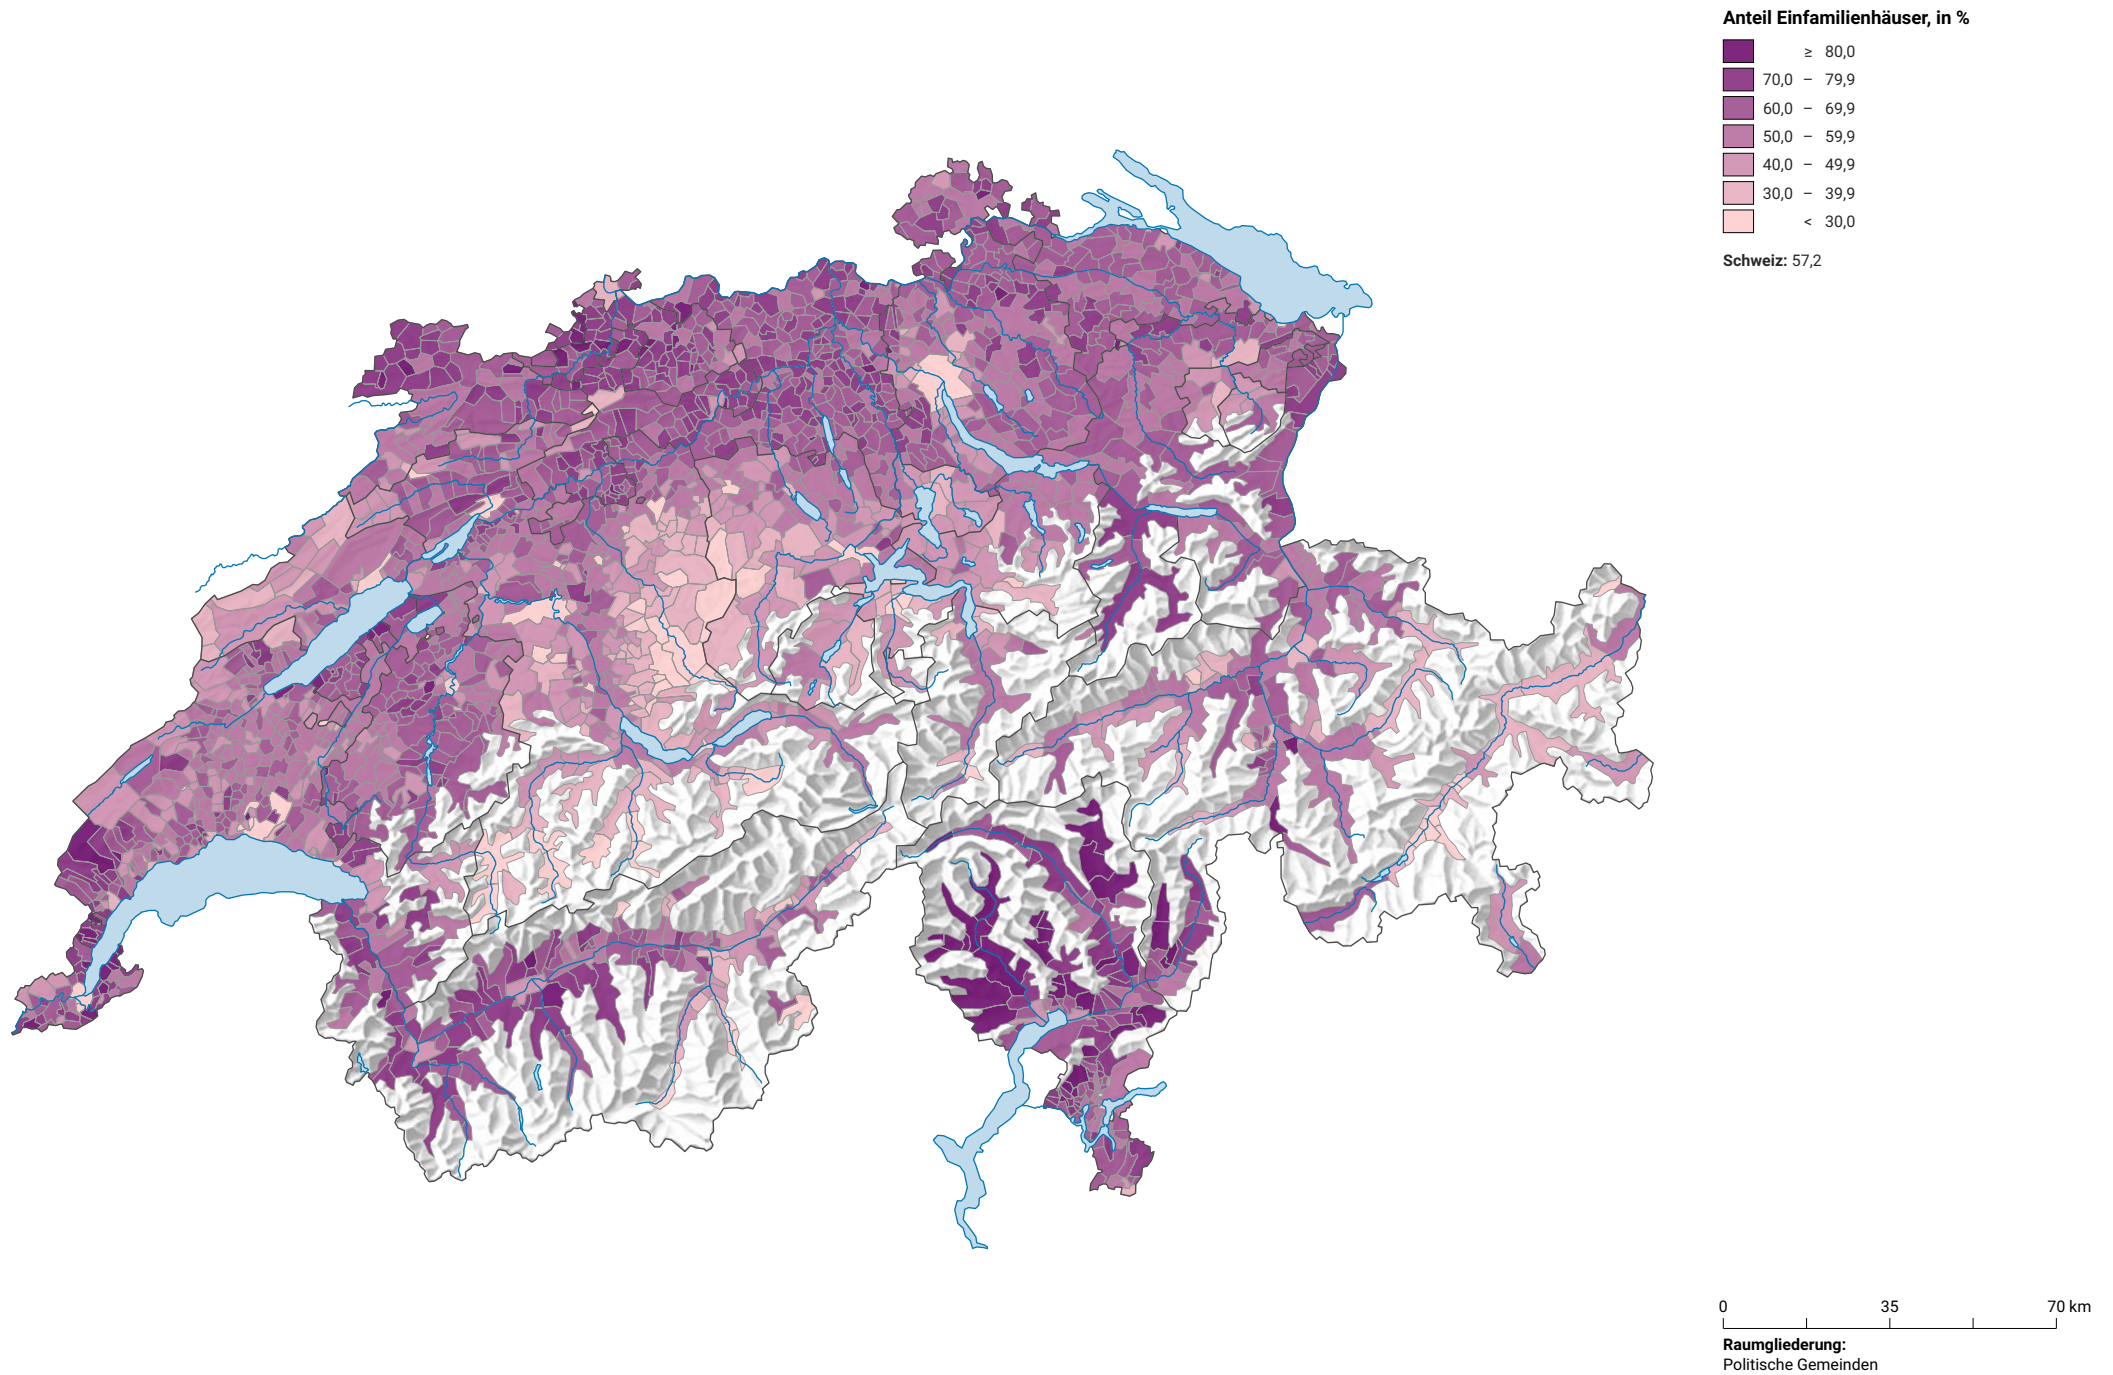 Anteil Einfamilienhäuser, in %
≥ 80,0
70,0 – 79,9
60,0 – 69,9
50,0 – 59,9
40,0 – 49,9
30,0 – 39,9
< 30,0
Schweiz: 57,2
0 35 70 km
Raumgliederung:
Politische Gemeinden